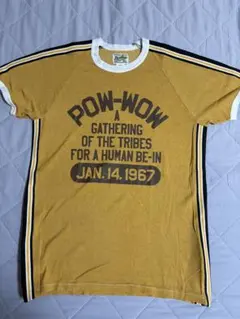 POW-WOW
A
GATHERING
OF THE TRIBES
FOR A HUMAN BE-IN
JAN. 14. 1967